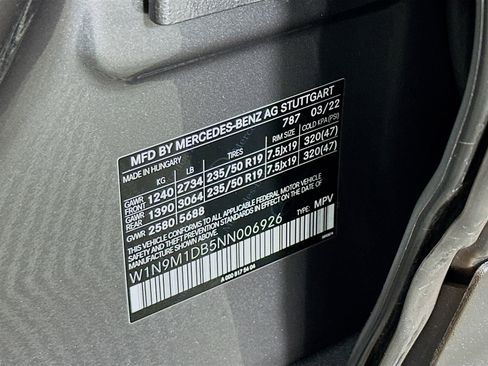 MFD BY MERCEDES-BENZ AG STUTTGART
MADE IN HUNGARY 787 03/22
KG LB TIRES RIM SIZE COLD KPA (PSI)
GAWR FRONT 1240 2734 235/50 R19 7.5Jx19 320(47)
GAWR REAR 1390 3064 235/50 R19 7.5Jx19 320(47)
GVWR 2580 5688
THIS VEHICLE CONFORMS TO ALL APPLICABLE FEDERAL MOTOR VEHICLE
SAFETY AND THEFT PREVENTION STANDARDS IN EFFECT ON THE DATE OF
MANUFACTURE SHOWN ABOVE.
W1N9M1DB5NN006926 TYPE: MPV